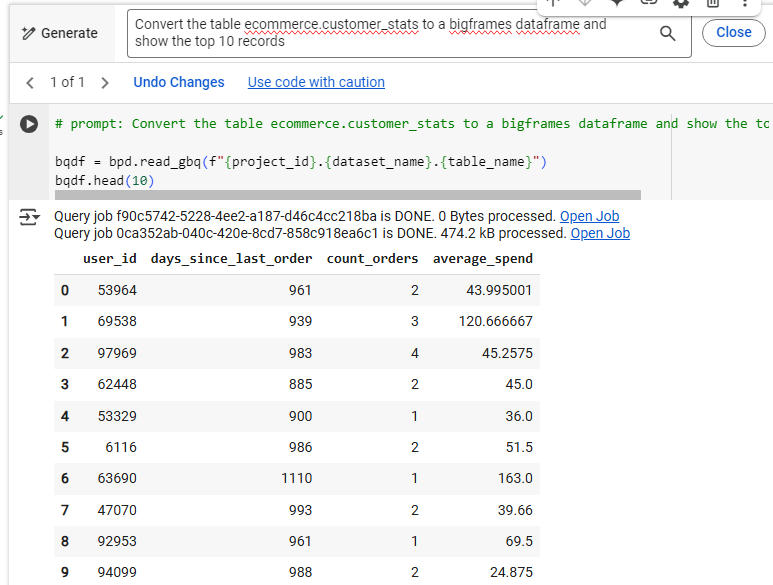 Generate
Convert the table ecommerce.customer_stats to a bigframes dataframe and
show the top 10 records
Close
1 of 1
Undo Changes
Use code with caution
# prompt: Convert the table ecommerce.customer_stats to a bigframes dataframe and show the to
bqdf = bpd.read_gbq(f"{project_id}.{dataset_name}.{table_name}")
bqdf.head(10)
Query job f90c5742-5228-4ee2-a187-d46c4cc218ba is DONE. 0 Bytes processed. Open Job
Query job 0ca352ab-040c-420e-8cd7-858c918ea6c1 is DONE. 474.2 kB processed. Open Job
user_id days_since_last_order count_orders average_spend
0 53964 961 2 43.995001
1 69538 939 3 120.666667
2 97969 983 4 45.2575
3 62448 885 2 45.0
4 53329 900 1 36.0
5 6116 986 2 51.5
6 63690 1110 1 163.0
7 47070 993 2 39.66
8 92953 961 1 69.5
9 94099 988 2 24.875